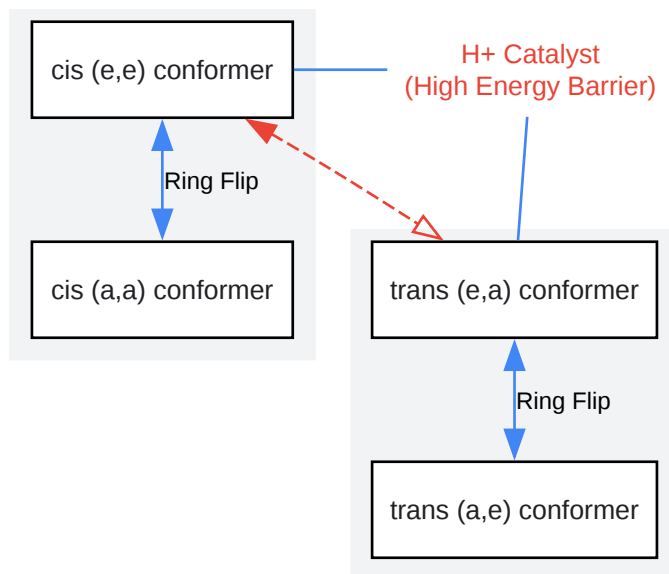 cis (e,e) conformer
H+ Catalyst
(High Energy Barrier)
Ring Flip
cis (a,a) conformer
trans (e,a) conformer
Ring Flip
trans (a,e) conformer